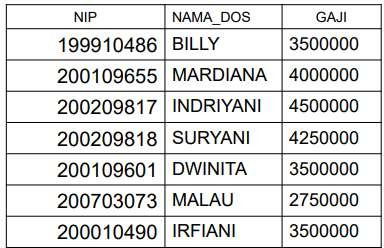 NIP NAMA_DOS GAJI
199910486 BILLY 3500000
200109655 MARDIANA 4000000
200209817 INDRIYANI 4500000
200209818 SURYANI 4250000
200109601 DWINITA 3500000
200703073 MALAU 2750000
200010490 IRFIANI 3500000